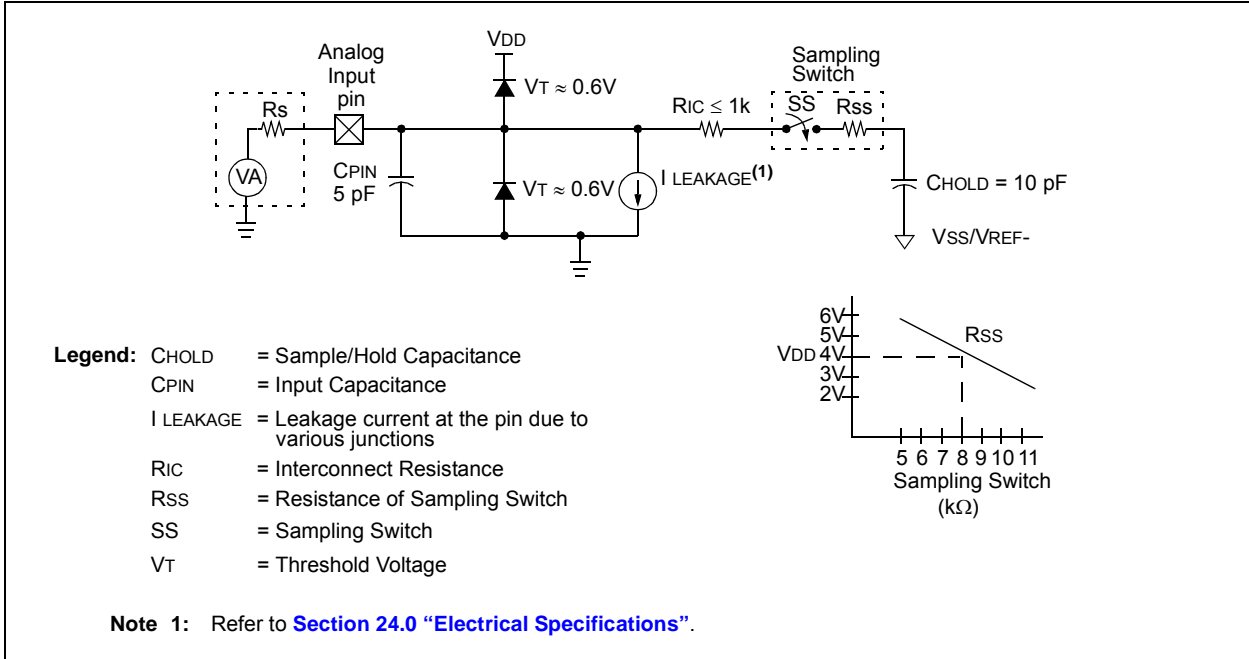 VDD
Analog
Input
pin
Sampling
Switch
VT ≈ 0.6V
RIC ≤ 1k
SS
Rss
Rs
VA
CPIN
5 pF
VT ≈ 0.6V
I LEAKAGE(1)
CHOLD = 10 pF
VSS/VREF-
6V
5V
VDD 4V
3V
2V
RSS
5 6 7 8 9 10 11
Sampling Switch
(kΩ)
Legend: CHOLD = Sample/Hold Capacitance
CPIN = Input Capacitance
I LEAKAGE = Leakage current at the pin due to
various junctions
RIC = Interconnect Resistance
RSS = Resistance of Sampling Switch
SS = Sampling Switch
VT = Threshold Voltage
Note 1: Refer to Section 24.0 “Electrical Specifications”.